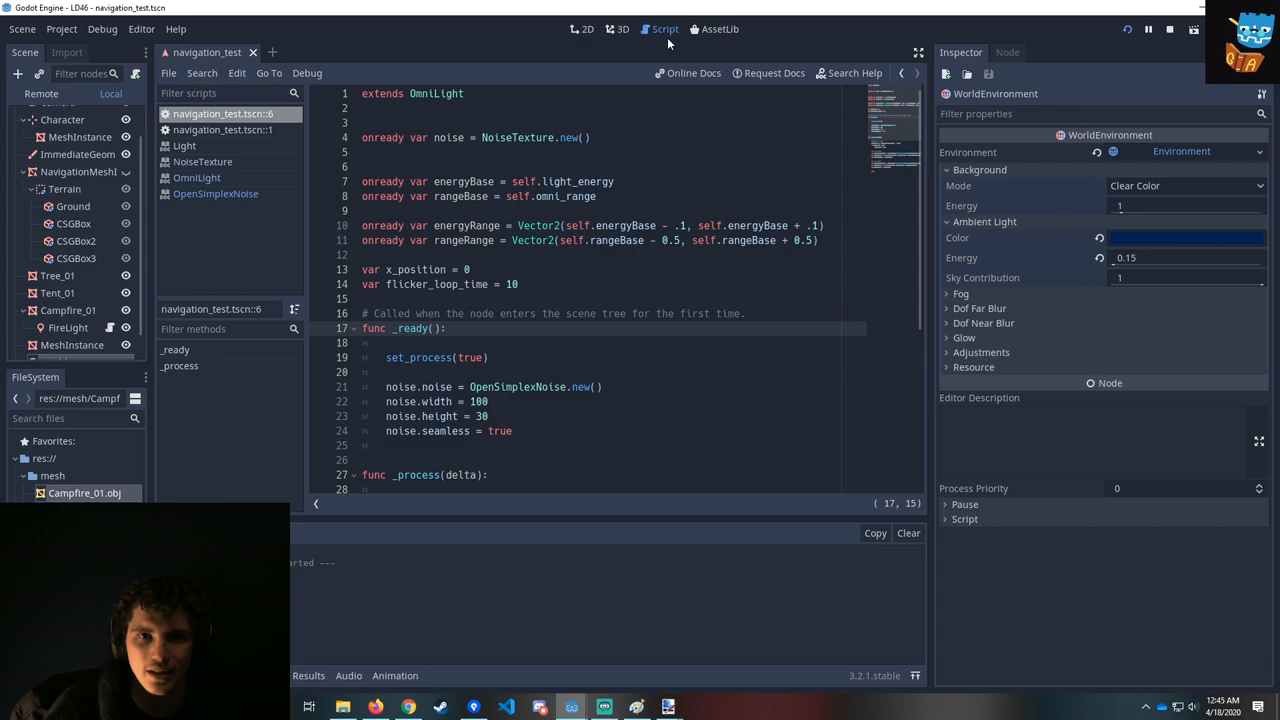 Godot Engine - LD46 - navigation_test.tscn
Scene Project Debug Editor Help
2D 3D Script AssetLib
Scene Import
Filter nodes
Remote Local
Character
MeshInstance
ImmediateGeom
NavigationMeshI
Terrain
Ground
CSGBox
CSGBox2
CSGBox3
Tree_01
Tent_01
Campfire_01
FireLight
MeshInstance
FileSystem
res://mesh/Campf
Search files
Favorites:
res://
mesh
Campfire_01.obj
navigation_test
File Search Edit Go To Debug
Online Docs Request Docs Search Help
Filter scripts
navigation_test.tscn::6
navigation_test.tscn::1
Light
NoiseTexture
OmniLight
OpenSimplexNoise
navigation_test.tscn::6
Filter methods
_ready
_process
1 extends OmniLight
2
3
4 onready var noise = NoiseTexture.new()
5
6
7 onready var energyBase = self.light_energy
8 onready var rangeBase = self.omni_range
9
10 onready var energyRange = Vector2(self.energyBase - .1, self.energyBase + .1)
11 onready var rangeRange = Vector2(self.rangeBase - 0.5, self.rangeBase + 0.5)
12
13 var x_position = 0
14 var flicker_loop_time = 10
15
16 # Called when the node enters the scene tree for the first time.
17 func _ready():
18
19 set_process(true)
20
21 noise.noise = OpenSimplexNoise.new()
22 noise.width = 100
23 noise.height = 30
24 noise.seamless = true
25
26
27 func _process(delta):
28
( 17, 15)
Copy Clear
arted ---
Results Audio Animation
3.2.1.stable
Inspector Node
WorldEnvironment
Filter properties
WorldEnvironment
Environment Environment
Background
Mode Clear Color
Energy 1
Ambient Light
Color
Energy 0.15
Sky Contribution 1
Fog
Dof Far Blur
Dof Near Blur
Glow
Adjustments
Resource
Node
Editor Description
Process Priority 0
Pause
Script
Q A
12:45 AM
4/18/2020